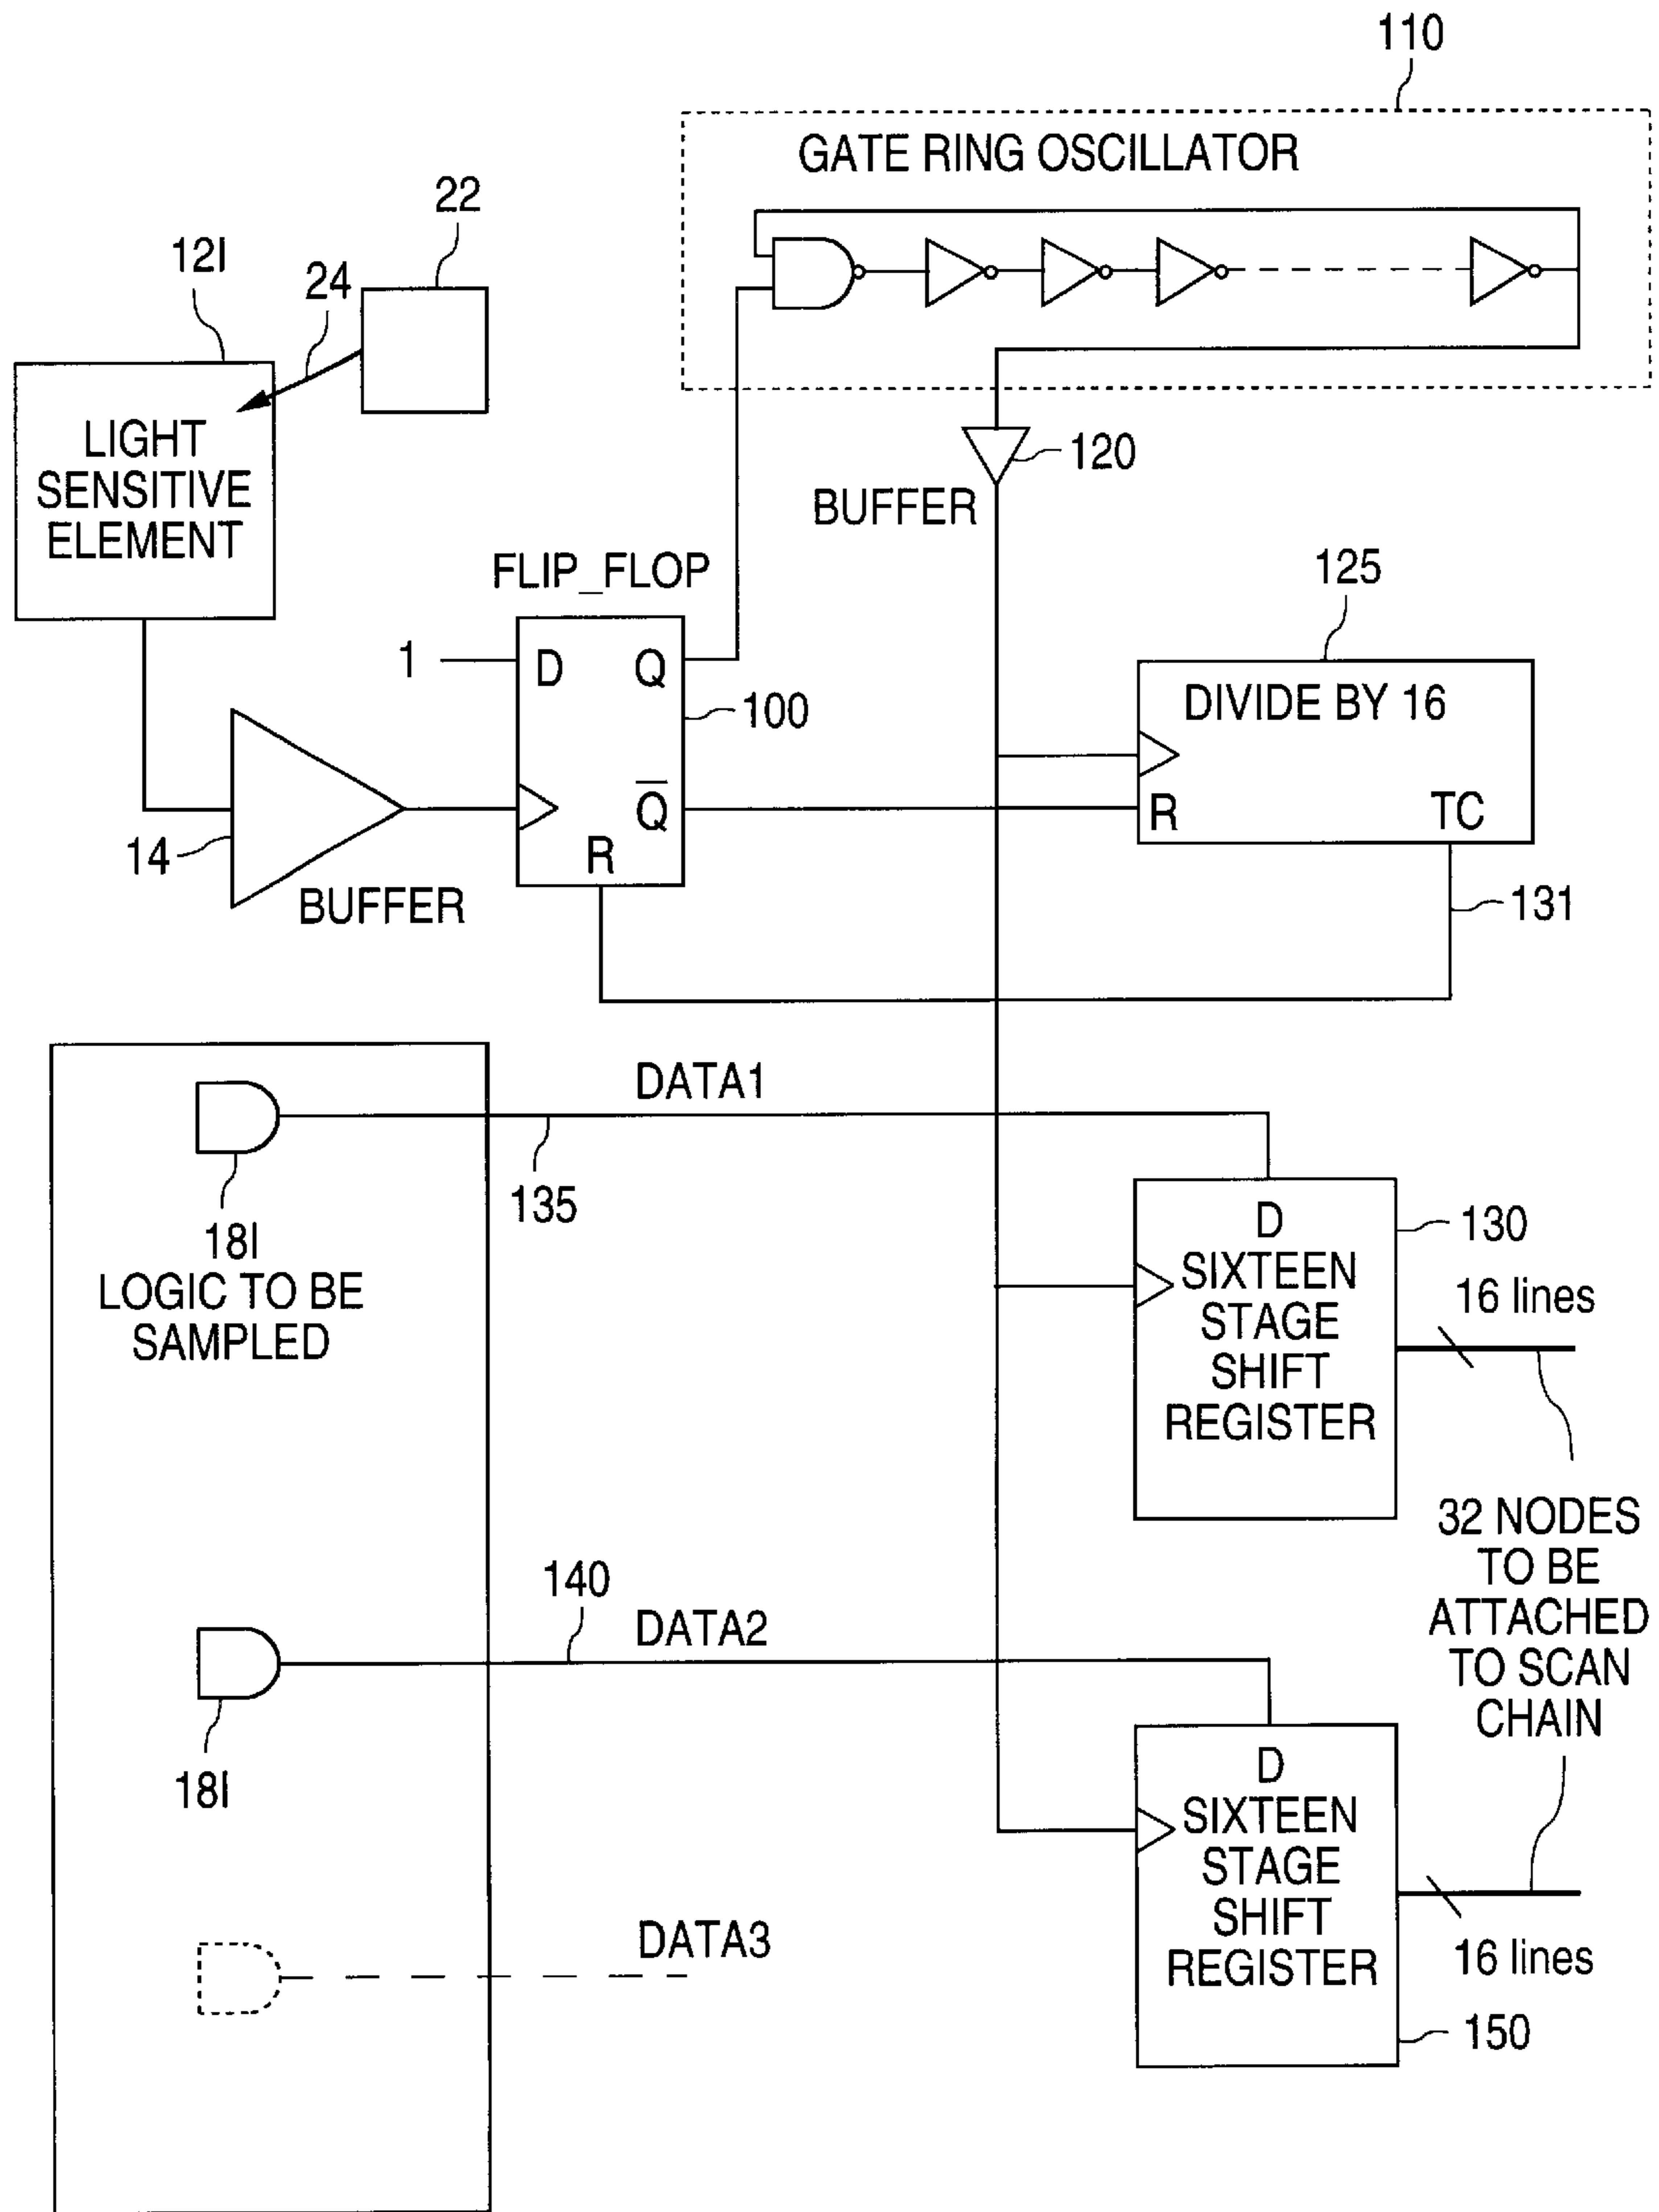 110
GATE RING OSCILLATOR
22
12I
24
LIGHT
SENSITIVE
ELEMENT
120
BUFFER
FLIP_FLOP
125
1
D
Q
100
DIVIDE BY 16
Q
R
R
TC
14
BUFFER
131
DATA1
135
18I
LOGIC TO BE
SAMPLED
D
SIXTEEN
STAGE
SHIFT
REGISTER
130
16 lines
32 NODES
TO BE
ATTACHED
TO SCAN
CHAIN
140
DATA2
18I
D
SIXTEEN
STAGE
SHIFT
REGISTER
16 lines
150
DATA3